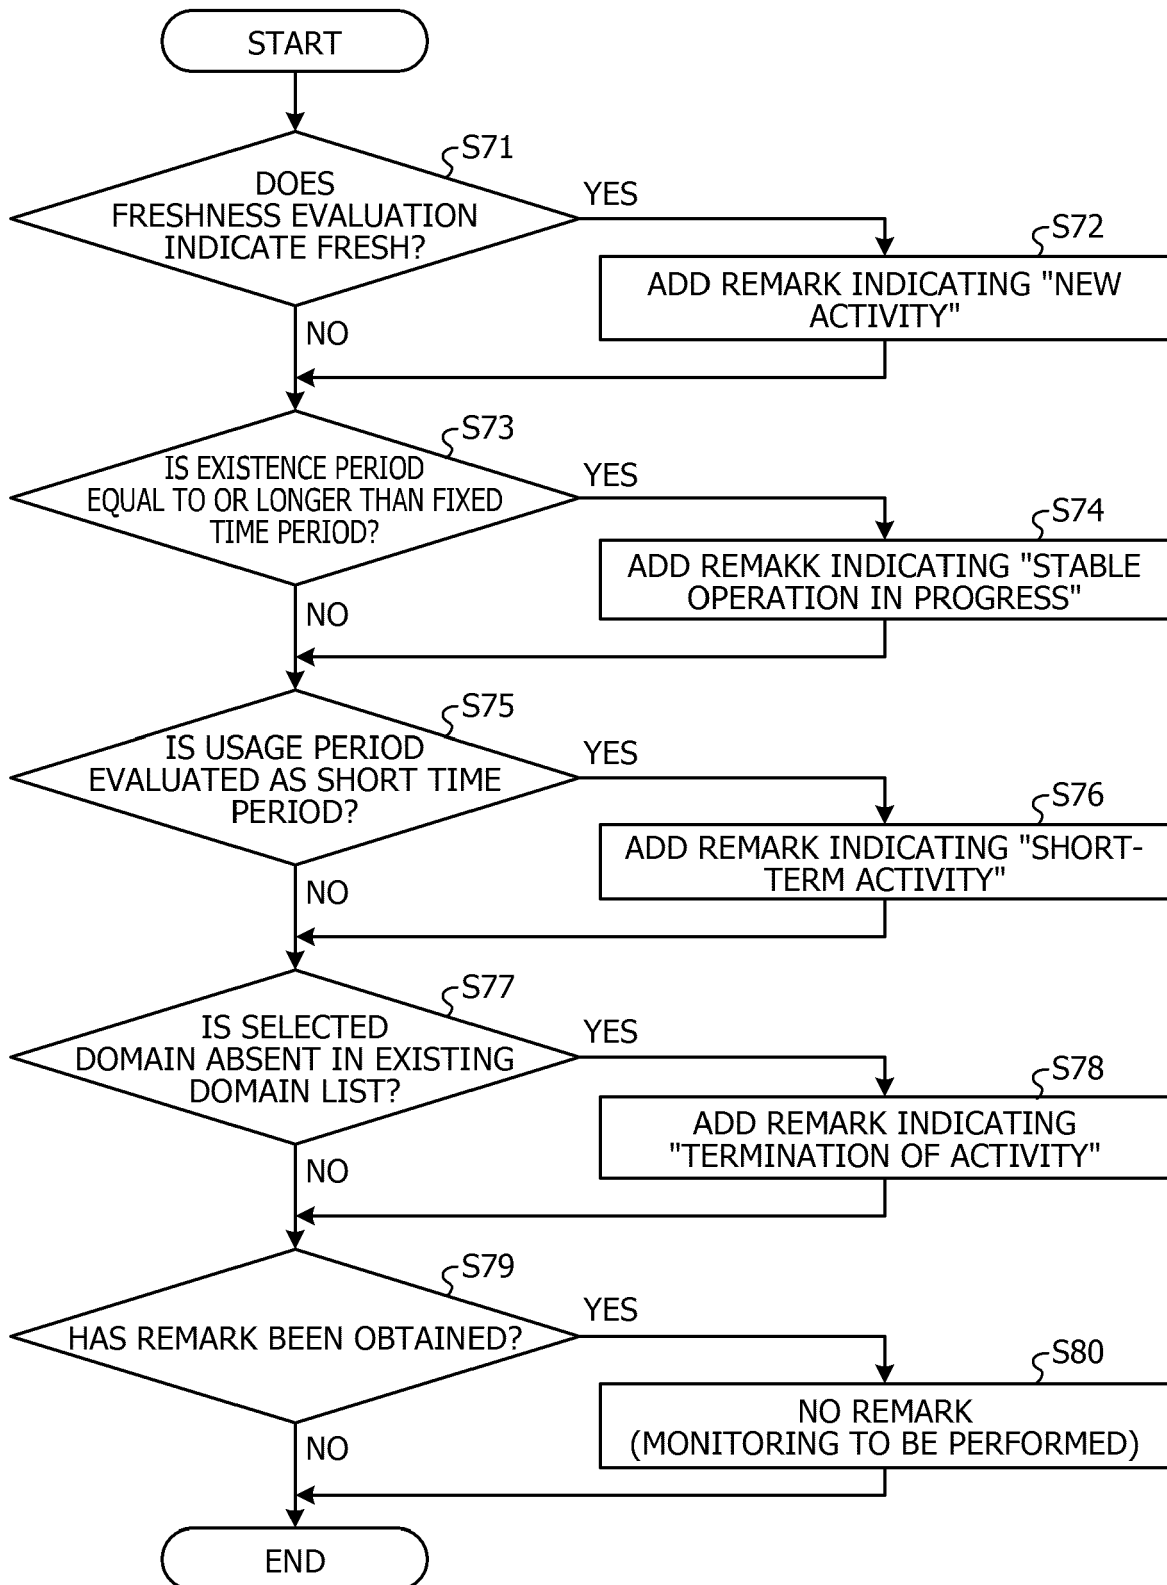 START
S71
DOES
FRESHNESS EVALUATION
INDICATE FRESH?
YES
S72
ADD REMARK INDICATING "NEW
ACTIVITY"
NO
S73
IS EXISTENCE PERIOD
EQUAL TO OR LONGER THAN FIXED
TIME PERIOD?
YES
S74
ADD REMAKK INDICATING "STABLE
OPERATION IN PROGRESS"
NO
S75
IS USAGE PERIOD
EVALUATED AS SHORT TIME
PERIOD?
YES
S76
ADD REMARK INDICATING "SHORT-
TERM ACTIVITY"
NO
S77
IS SELECTED
DOMAIN ABSENT IN EXISTING
DOMAIN LIST?
YES
S78
ADD REMARK INDICATING
"TERMINATION OF ACTIVITY"
NO
S79
HAS REMARK BEEN OBTAINED?
YES
S80
NO REMARK
(MONITORING TO BE PERFORMED)
NO
END